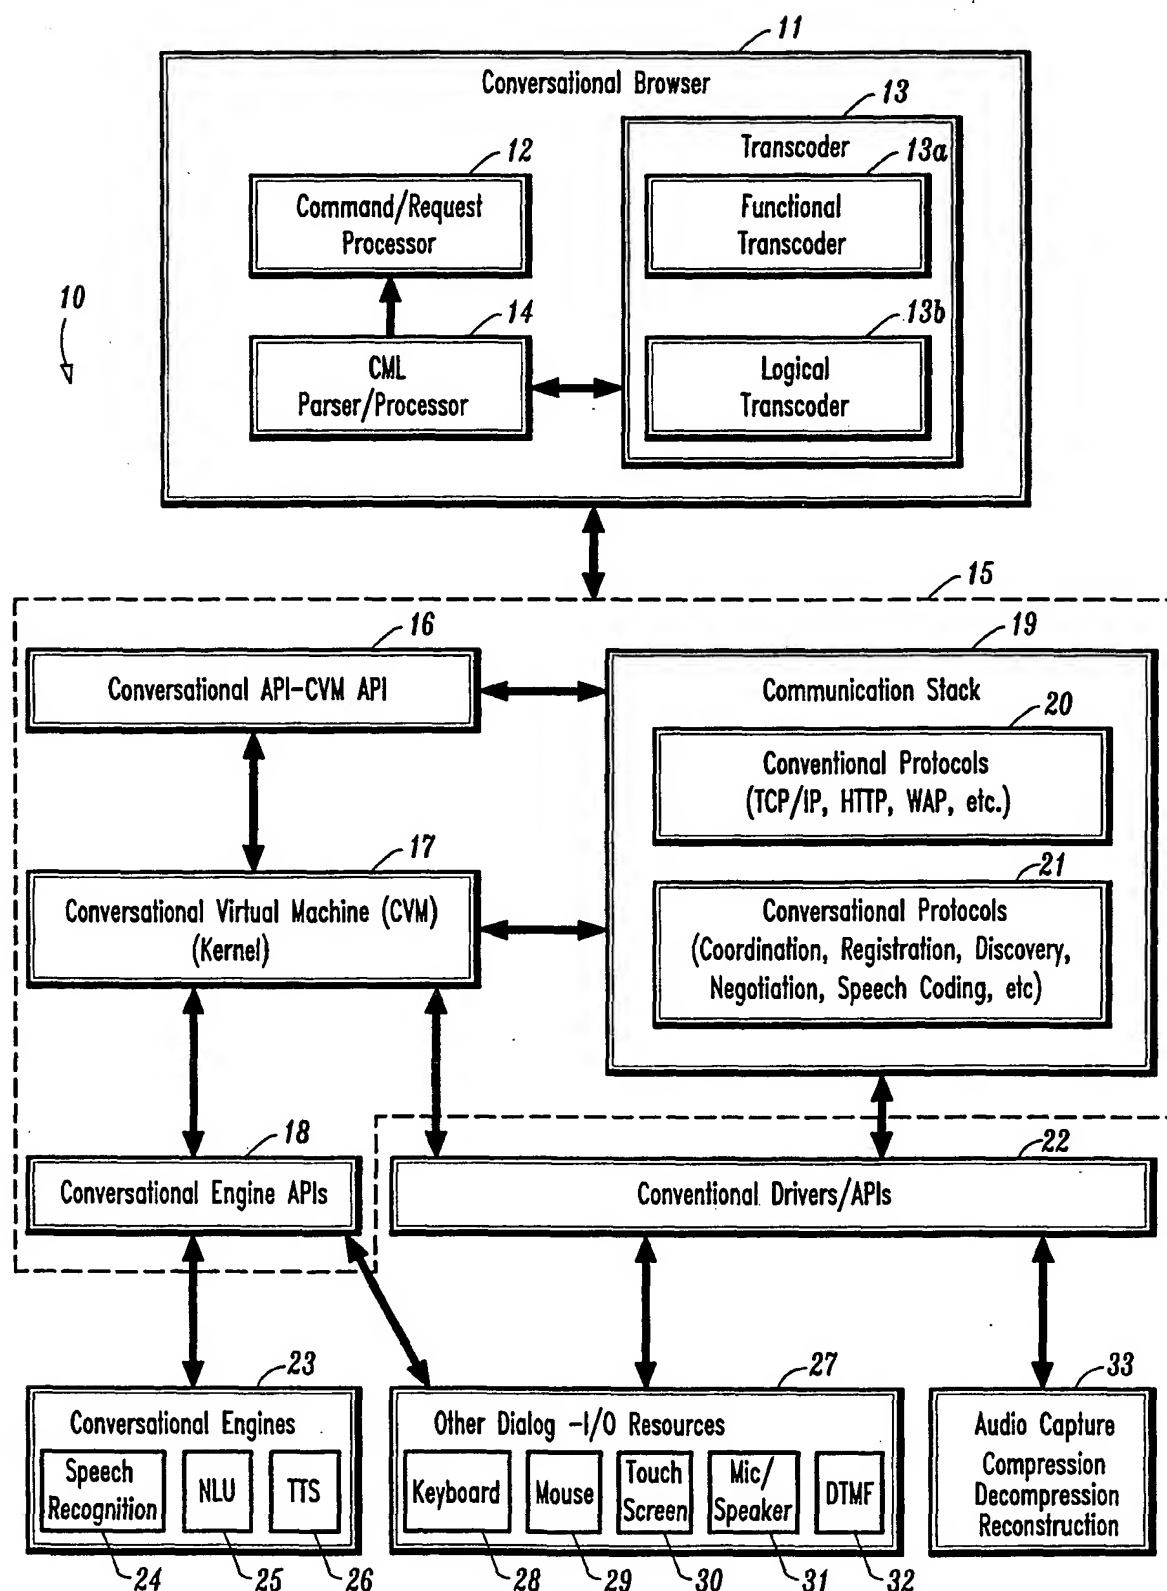 11
Conversational Browser
13
Transcoder
12
13a
Command/Request
Processor
Functional
Transcoder
10
14
13b
CML
Parser/Processor
Logical
Transcoder
15
16
19
Conversational API-CVM API
Communication Stack
20
Conventional Protocols
(TCP/IP, HTTP, WAP, etc.)
17
21
Conversational Virtual Machine (CVM)
(Kernel)
Conversational Protocols
(Coordination, Registration, Discovery,
Negotiation, Speech Coding, etc)
18
22
Conversational Engine APIs
Conventional Drivers/APIs
23
27
33
Conversational Engines
Other Dialog -I/O Resources
Audio Capture
Compression
Decompression
Reconstruction
Speech
Recognition
NLU
TTS
Keyboard
Mouse
Touch
Screen
Mic/
Speaker
DTMF
24
25
26
28
29
30
31
32